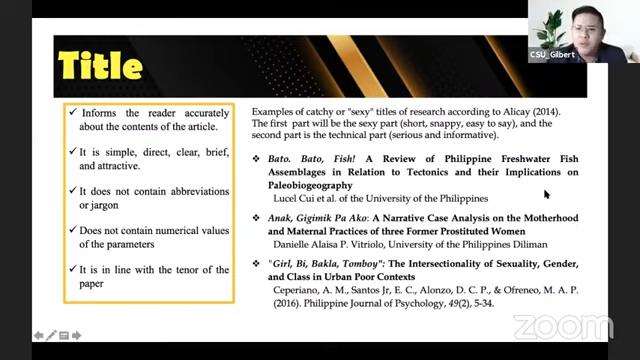 Title
✓ Informs the reader accurately
about the contents of the article.
✓ It is simple, direct, clear, brief,
and attractive.
✓ It does not contain abbreviations
or jargon
✓ Does not contain numerical values
of the parameters
✓ It is in line with the tenor of the
paper
Examples of catchy or "sexy" titles of research according to Alicay (2014).
The first part will be the sexy part (short, snappy, easy to say), and the
second part is the technical part (serious and informative).
❖ Bato. Bato, Fish! A Review of Philippine Freshwater Fish
Assemblages in Relation to Tectonics and their Implications on
Paleobiogeography
Lucel Cui et al. of the University of the Philippines
❖ Anak, Gigimik Pa Ako: A Narrative Case Analysis on the Motherhood
and Maternal Practices of three Former Prostituted Women
Danielle Alaisa P. Vitriolo, University of the Philippines Diliman
❖ "Girl, Bi, Bakla, Tomboy": The Intersectionality of Sexuality, Gender,
and Class in Urban Poor Contexts
Ceperiano, A. M., Santos Jr, E. C., Alonzo, D. C. P., & Ofreneo, M. A. P.
(2016). Philippine Journal of Psychology, 49(2), 5-34.
CSU_Gilbert
zoom